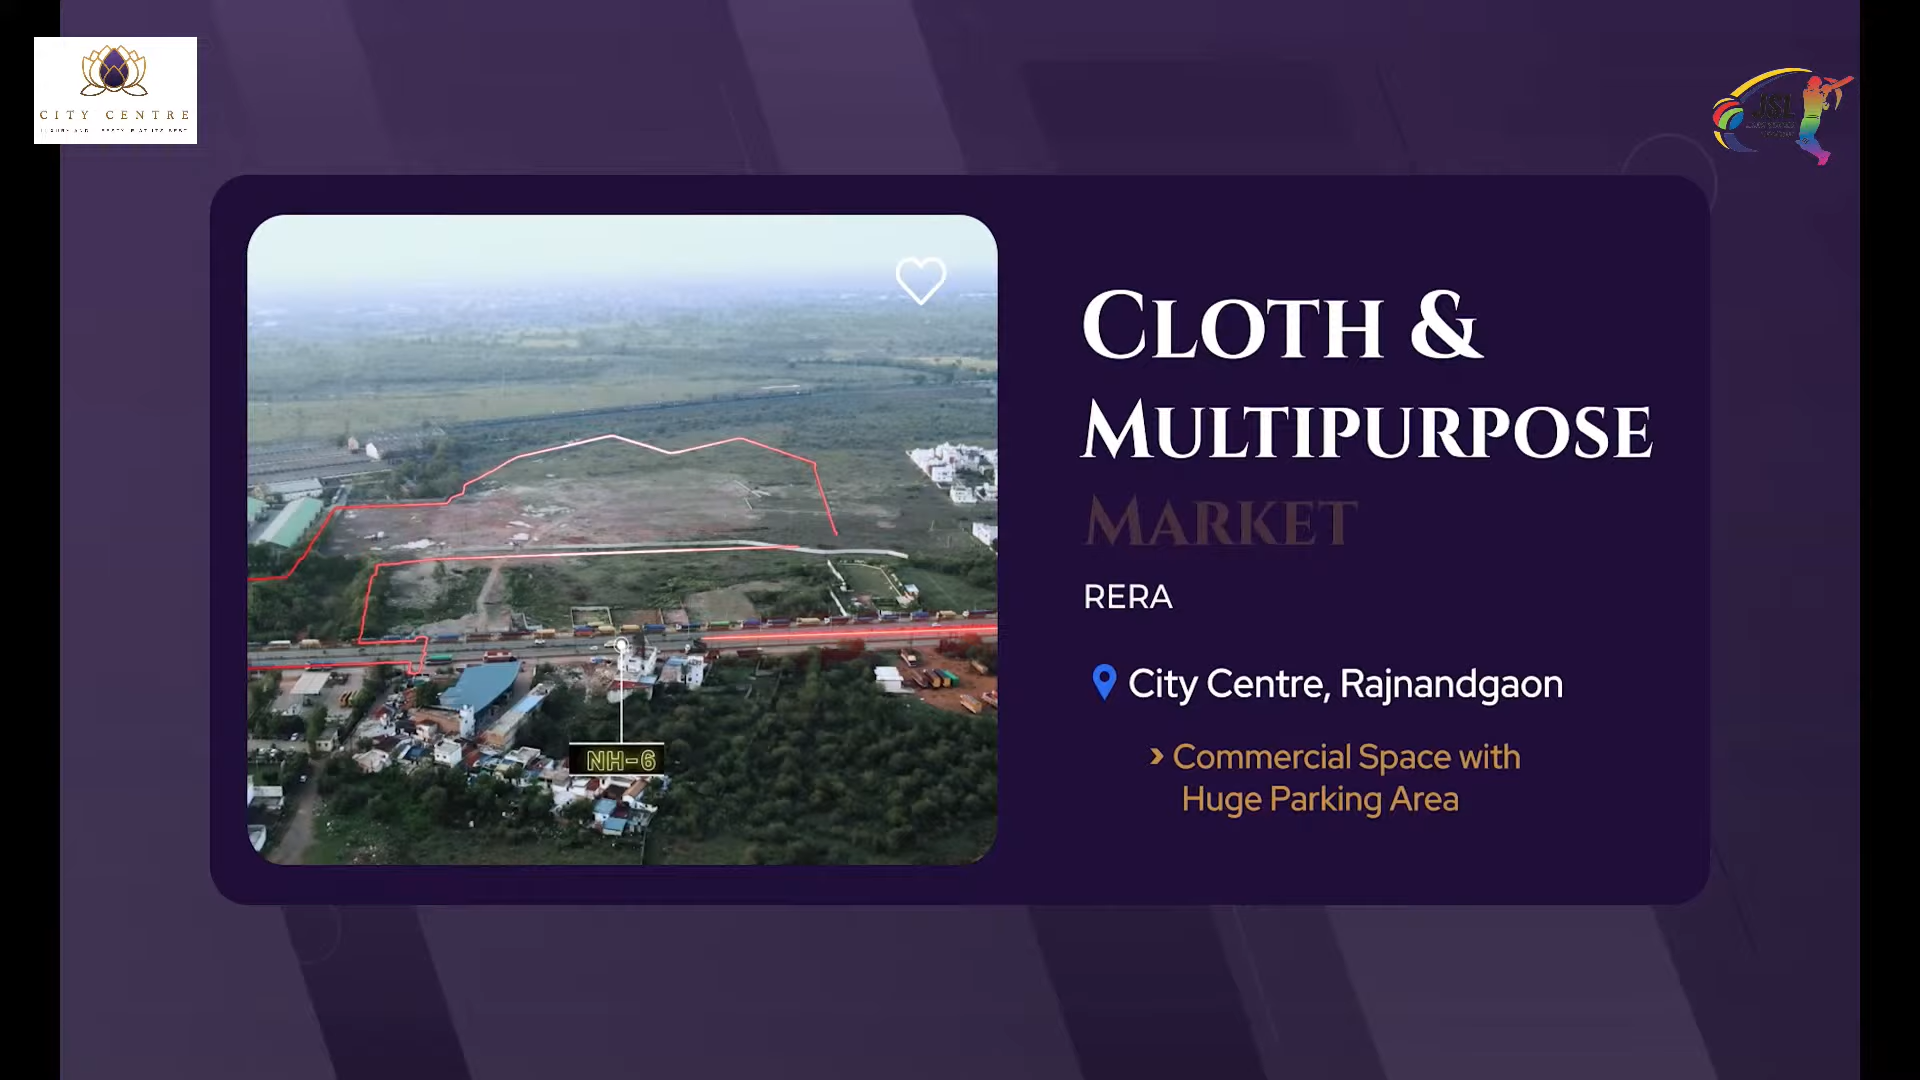 CITY CENTRE
JSL
CLOTH &
MULTIPURPOSE
MARKET
RERA
City Centre, Rajnandgaon
› Commercial Space with
Huge Parking Area
NH-6